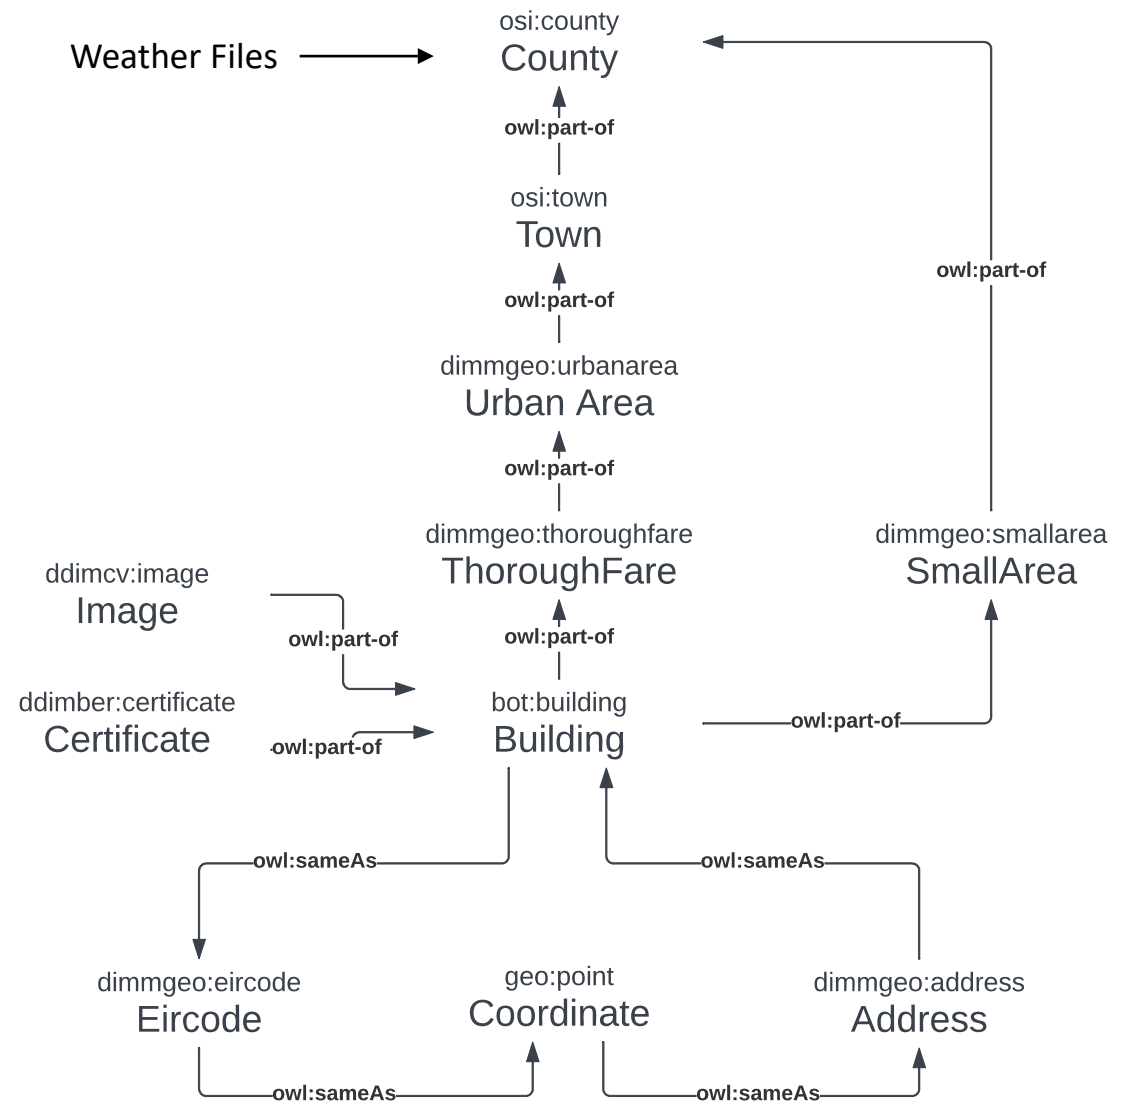 osi:county
Weather Files
County
owl:part-of
osi:town
Town
owl:part-of
owl:part-of
dimmgeo:urbanarea
Urban Area
owl:part-of
dimmgeo:thoroughfare
ThoroughFare
dimmgeo:smallarea
SmallArea
ddimcv:image
Image
owl:part-of
owl:part-of
ddimber:certificate
Certificate
owl:part-of
bot:building
Building
owl:part-of
owl:sameAs
owl:sameAs
dimmgeo:eircode
Eircode
geo:point
Coordinate
dimmgeo:address
Address
owl:sameAs
owl:sameAs